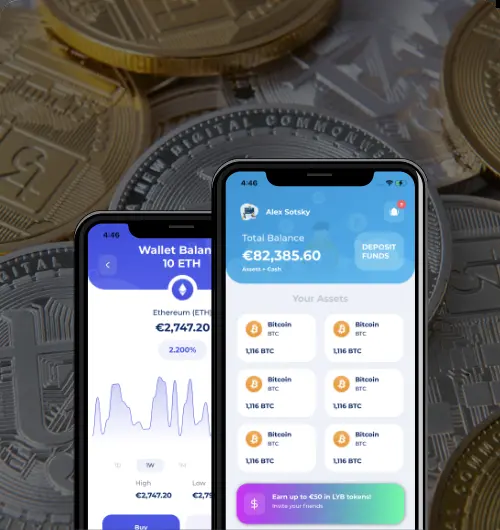 A NEW DIGITAL COMMONW
4:46
Wallet Balan
10 ETH
Ethereum (ETH)
€2,747.20
2.200%
1D
1W
1M
High
Low
€2,747.20
€2,79
Buy
4:46
Alex Sotsky
Total Balance
€82,385.60
Assets + Cash
DEPOSIT
FUNDS
Your Assets
Bitcoin
BTC
1,116 BTC
Bitcoin
BTC
1,116 BTC
Bitcoin
BTC
1,116 BTC
Bitcoin
BTC
1,116 BTC
Bitcoin
BTC
1,116 BTC
Bitcoin
BTC
1,116 BTC
$
Earn up to €50 in LYB tokens!
Invite your friends